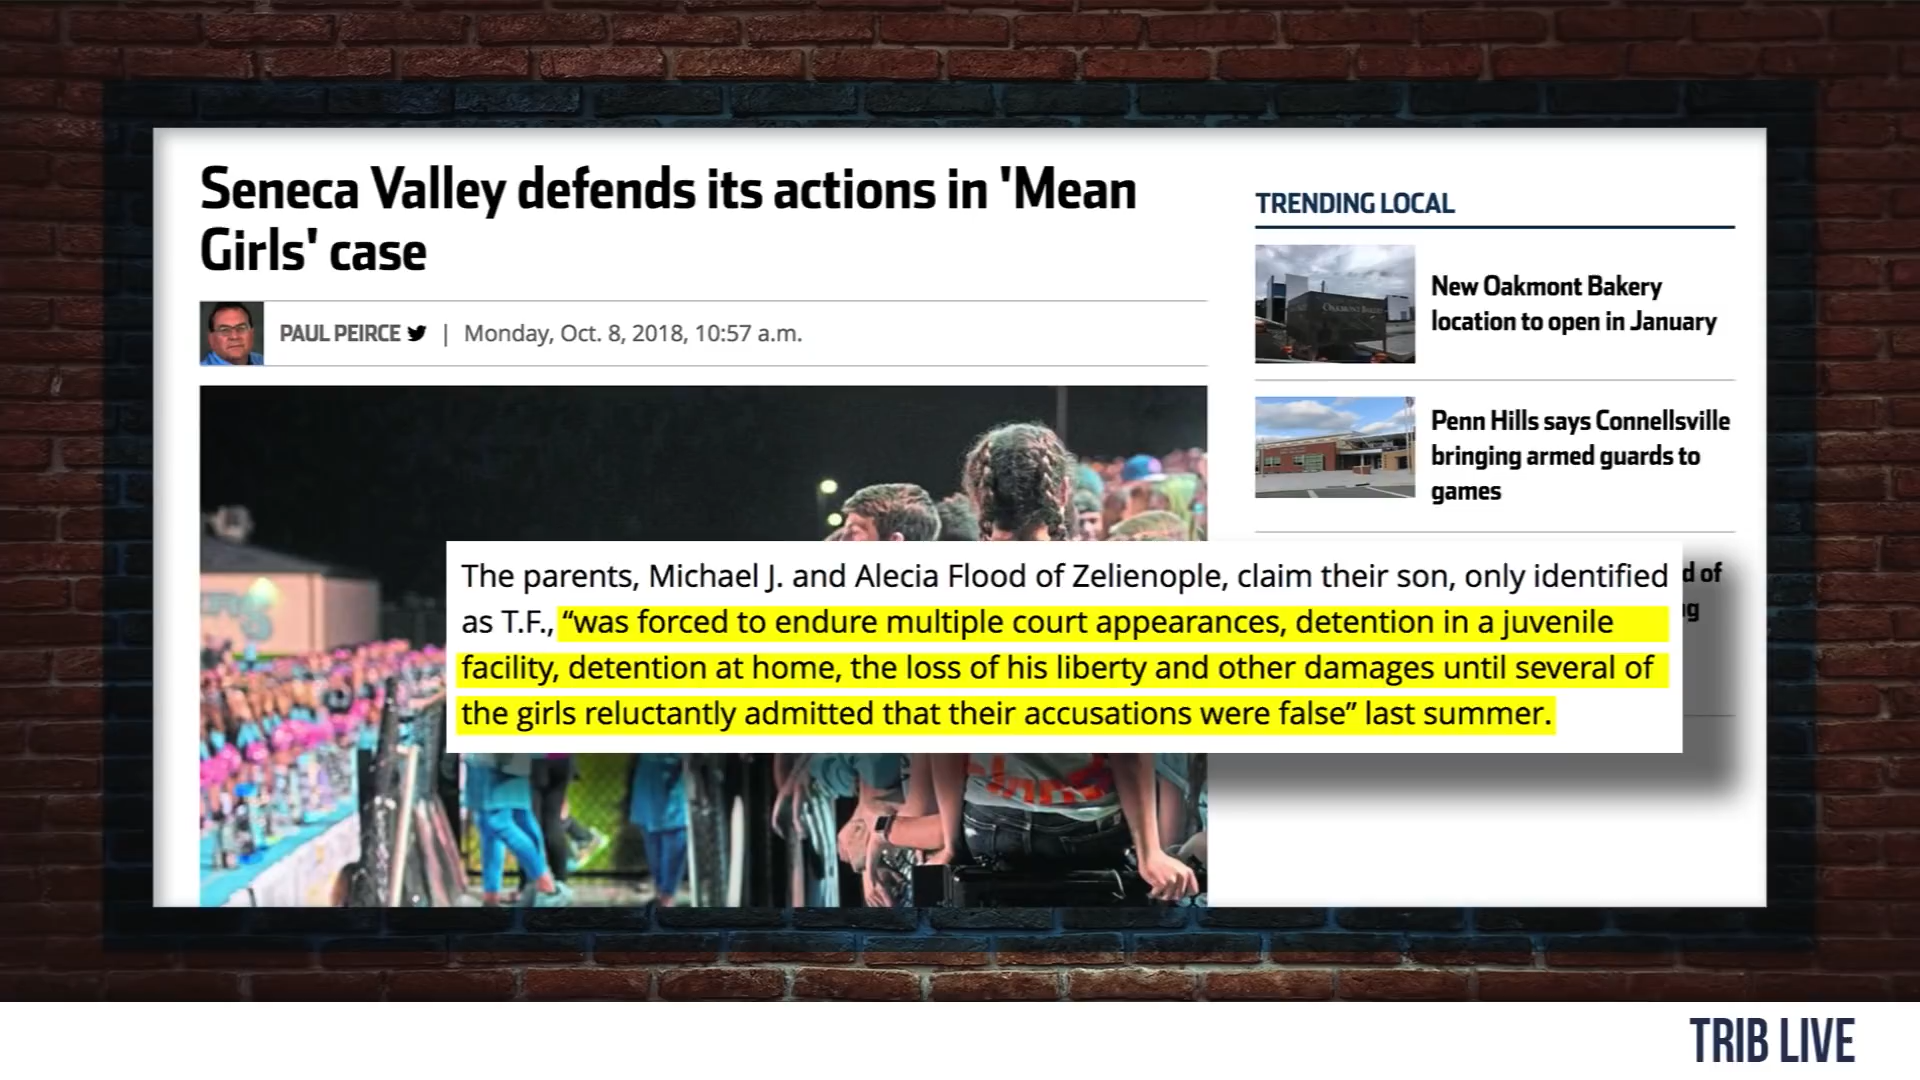 Seneca Valley defends its actions in 'Mean
Girls' case
PAUL PEIRCE | Monday, Oct. 8, 2018, 10:57 a.m.
TRENDING LOCAL
OAKMONT BAKERY
New Oakmont Bakery
location to open in January
Penn Hills says Connellsville
bringing armed guards to
games
d of
The parents, Michael J. and Alecia Flood of Zelienople, claim their son, only identified
as T.F., “was forced to endure multiple court appearances, detention in a juvenile
facility, detention at home, the loss of his liberty and other damages until several of
the girls reluctantly admitted that their accusations were false” last summer.
TRIB LIVE